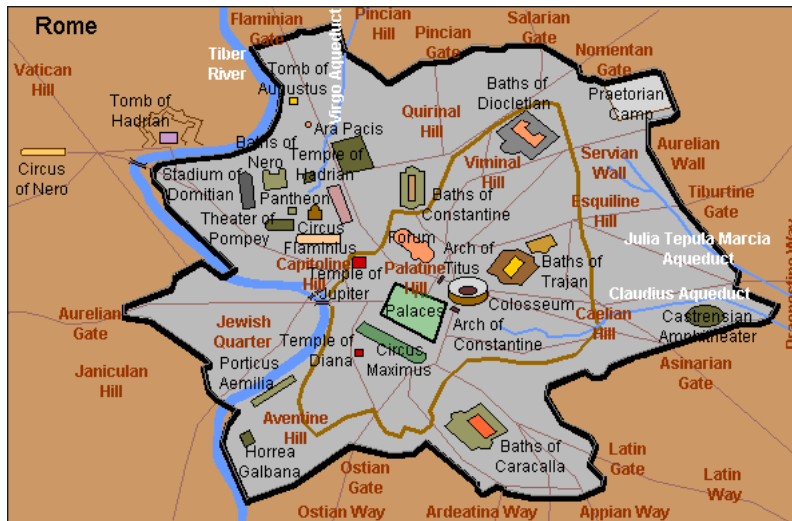 Rome
Flaminian
Gate
Pincian
Hill
Pincian
Gate
Salarian
Gate
Nomentan
Gate
Tiber
River
Virgo Aqueduct
Vatican
Hill
Tomb of
Augustus
Tomb of
Hadrian
Baths of
Diocletian
Praetorian
Camp
Quirinal
Hill
Ara Pacis
Baths of
Nero
Temple of
Hadrian
Circus
of Nero
Stadium of
Domitian
Pantheon
Viminal
Hill
Servian
Wall
Aurelian
Wall
Tiburtine
Gate
Esquiline
Hill
Baths of
Constantine
Theater of
Pompey
Circus
Flaminius
Forum
Arch of
Titus
Julia Tepula Marcia
Aqueduct
Capitoline
Hill
Temple of
Jupiter
Palatine
Hill
Baths of
Trajan
Claudius Aqueduct
Praenestine Way
Colosseum
Palaces
Arch of
Constantine
Caelian
Hill
Castrensian
Amphitheater
Aurelian
Gate
Jewish
Quarter
Temple of
Diana
Circus
Maximus
Janiculan
Hill
Porticus
Aemilia
Asinarian
Gate
Aventine
Hill
Horrea
Galbana
Baths of
Caracalla
Latin
Gate
Latin
Way
Ostian
Gate
Ostian Way
Ardeatina Way
Appian Way